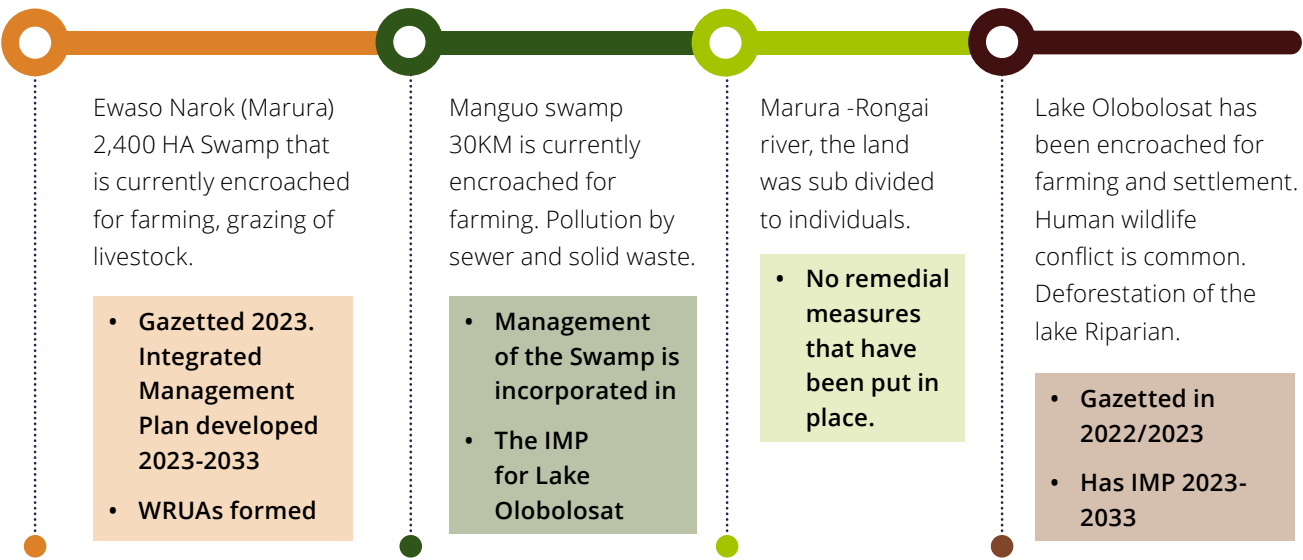 Ewaso Narok (Marura)
2,400 HA Swamp that
is currently encroached
for farming, grazing of
livestock.
• Gazetted 2023.
Integrated
Management
Plan developed
2023-2033
• WRUAs formed
Manguo swamp
30KM is currently
encroached for
farming. Pollution by
sewer and solid waste.
• Management
of the Swamp is
incorporated in
• The IMP
for Lake
Olobolosat
Marura -Rongai
river, the land
was sub divided
to individuals.
• No remedial
measures
that have
been put in
place.
Lake Olobolosat has
been encroached for
farming and settlement.
Human wildlife
conflict is common.
Deforestation of the
lake Riparian.
• Gazetted in
2022/2023
• Has IMP 2023-
2033